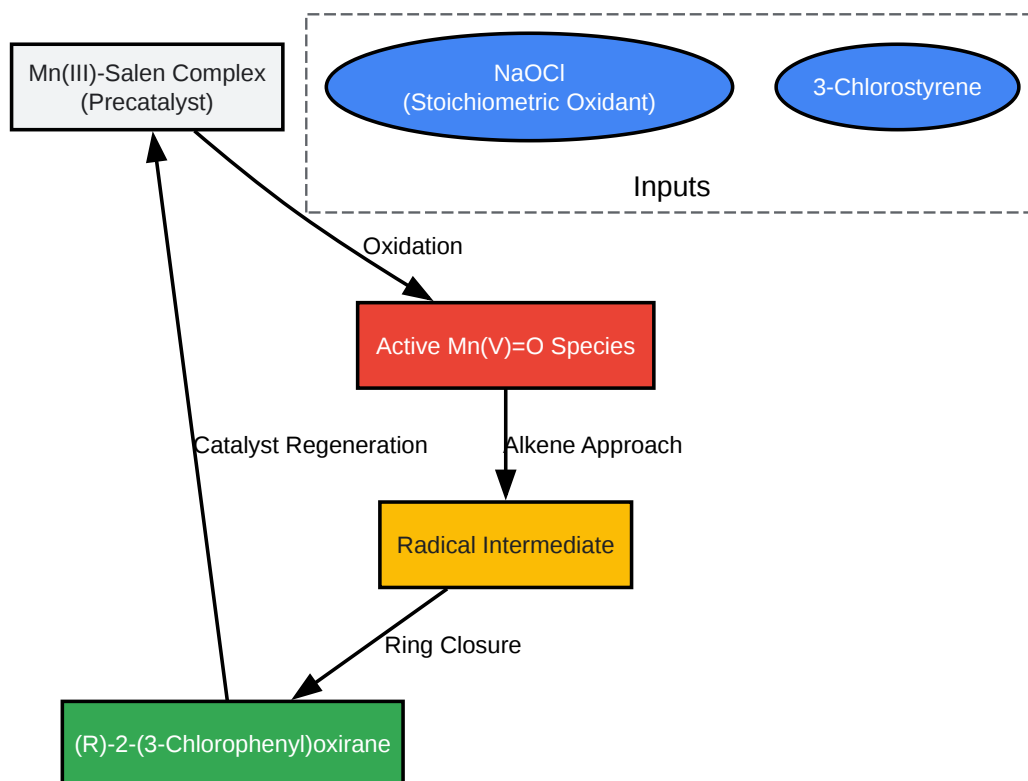 Mn(III)-Salen Complex
(Precatalyst)
NaOCl
(Stoichiometric Oxidant)
3-Chlorostyrene
Inputs
Oxidation
Active Mn(V)=O Species
Catalyst Regeneration
Alkene Approach
Radical Intermediate
Ring Closure
(R)-2-(3-Chlorophenyl)oxirane